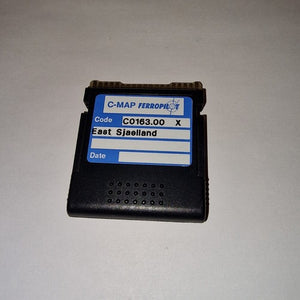 C-MAP FERROPILOT
Code C0163.00 X
East Sjaelland
Date